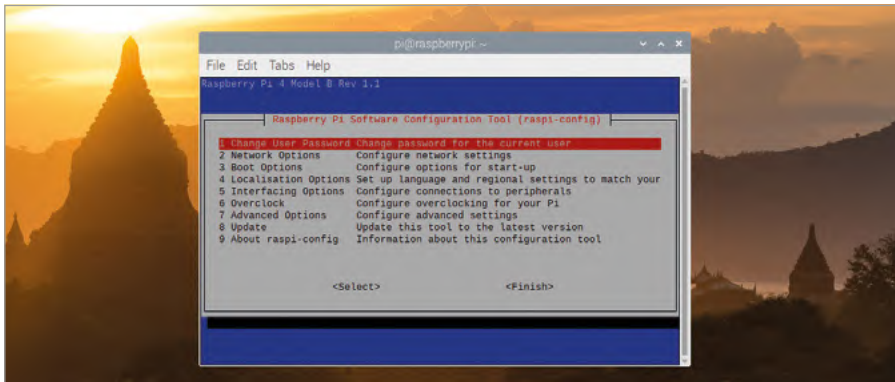 pi@raspberrypi: ~
File Edit Tabs Help
Raspberry Pi 4 Model B Rev 1.1
Raspberry Pi Software Configuration Tool (raspi-config)
1 Change User Password Change password for the current user
2 Network Options Configure network settings
3 Boot Options Configure options for start-up
4 Localisation Options Set up language and regional settings to match your
5 Interfacing Options Configure connections to peripherals
6 Overclock Configure overclocking for your Pi
7 Advanced Options Configure advanced settings
8 Update Update this tool to the latest version
9 About raspi-config Information about this configuration tool
<Select> <Finish>